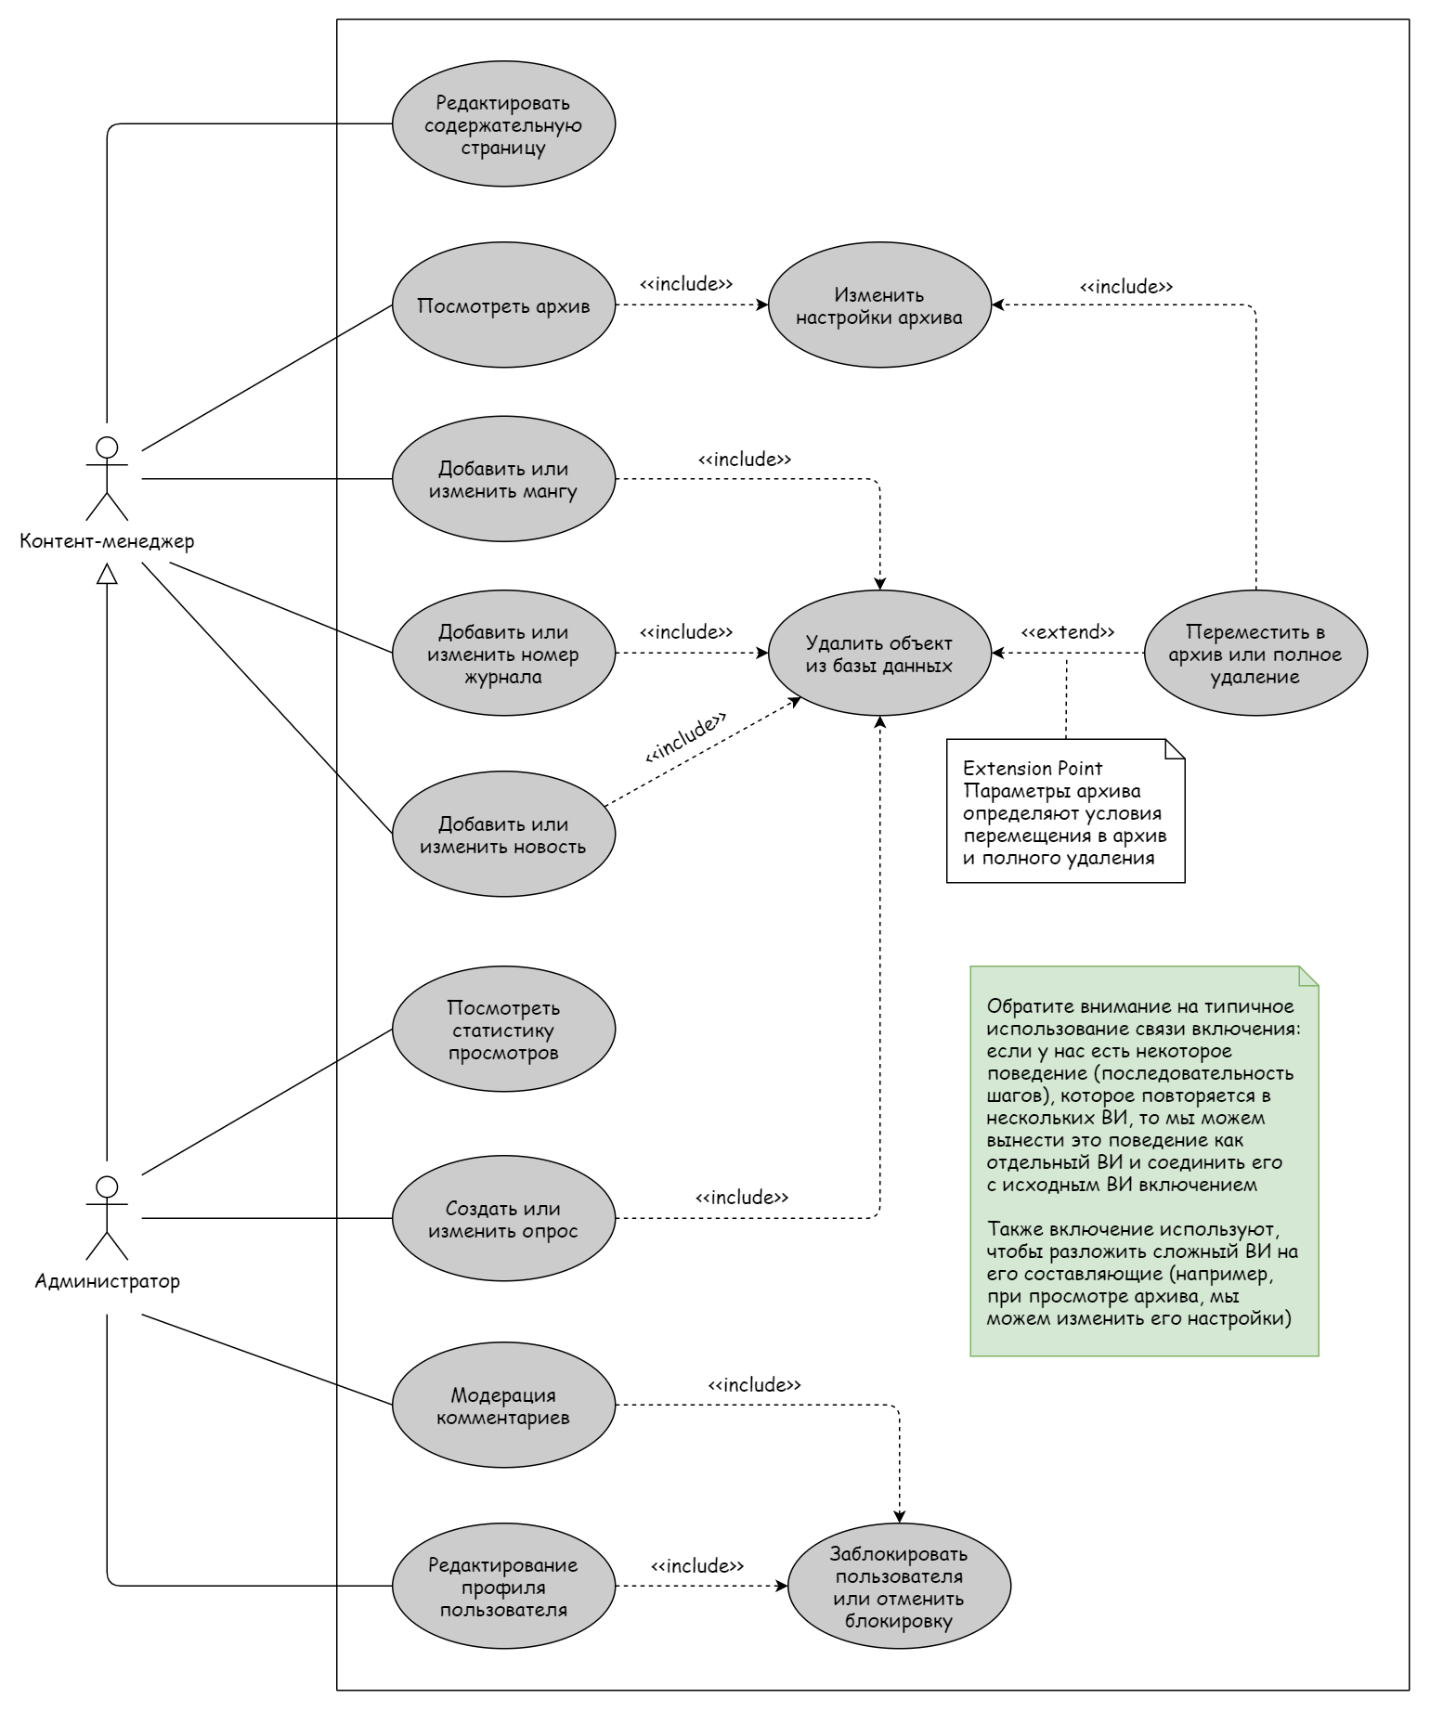 Редактировать
содержательную
страницу
Посмотреть архив
<<include>>
Изменить
настройки архива
<<include>>
Добавить или
изменить мангу
<<include>>
Контент-менеджер
Добавить или
изменить номер
журнала
<<include>>
Удалить объект
из базы данных
<<extend>>
Переместить в
архив или полное
удаление
<<include>>
Extension Point
Параметры архива
определяют условия
перемещения в архив
и полного удаления
Добавить или
изменить новость
Посмотреть
статистику
просмотров
Обратите внимание на типичное
использование связи включения:
если у нас есть некоторое
поведение (последовательность
шагов), которое повторяется в
нескольких ВИ, то мы можем
вынести это поведение как
отдельный ВИ и соединить его
с исходным ВИ включением
Также включение используют,
чтобы разложить сложный ВИ на
его составляющие (например,
при просмотре архива, мы
можем изменить его настройки)
Создать или
изменить опрос
<<include>>
Администратор
Модерация
комментариев
<<include>>
Редактирование
профиля
пользователя
<<include>>
Заблокировать
пользователя
или отменить
блокировку